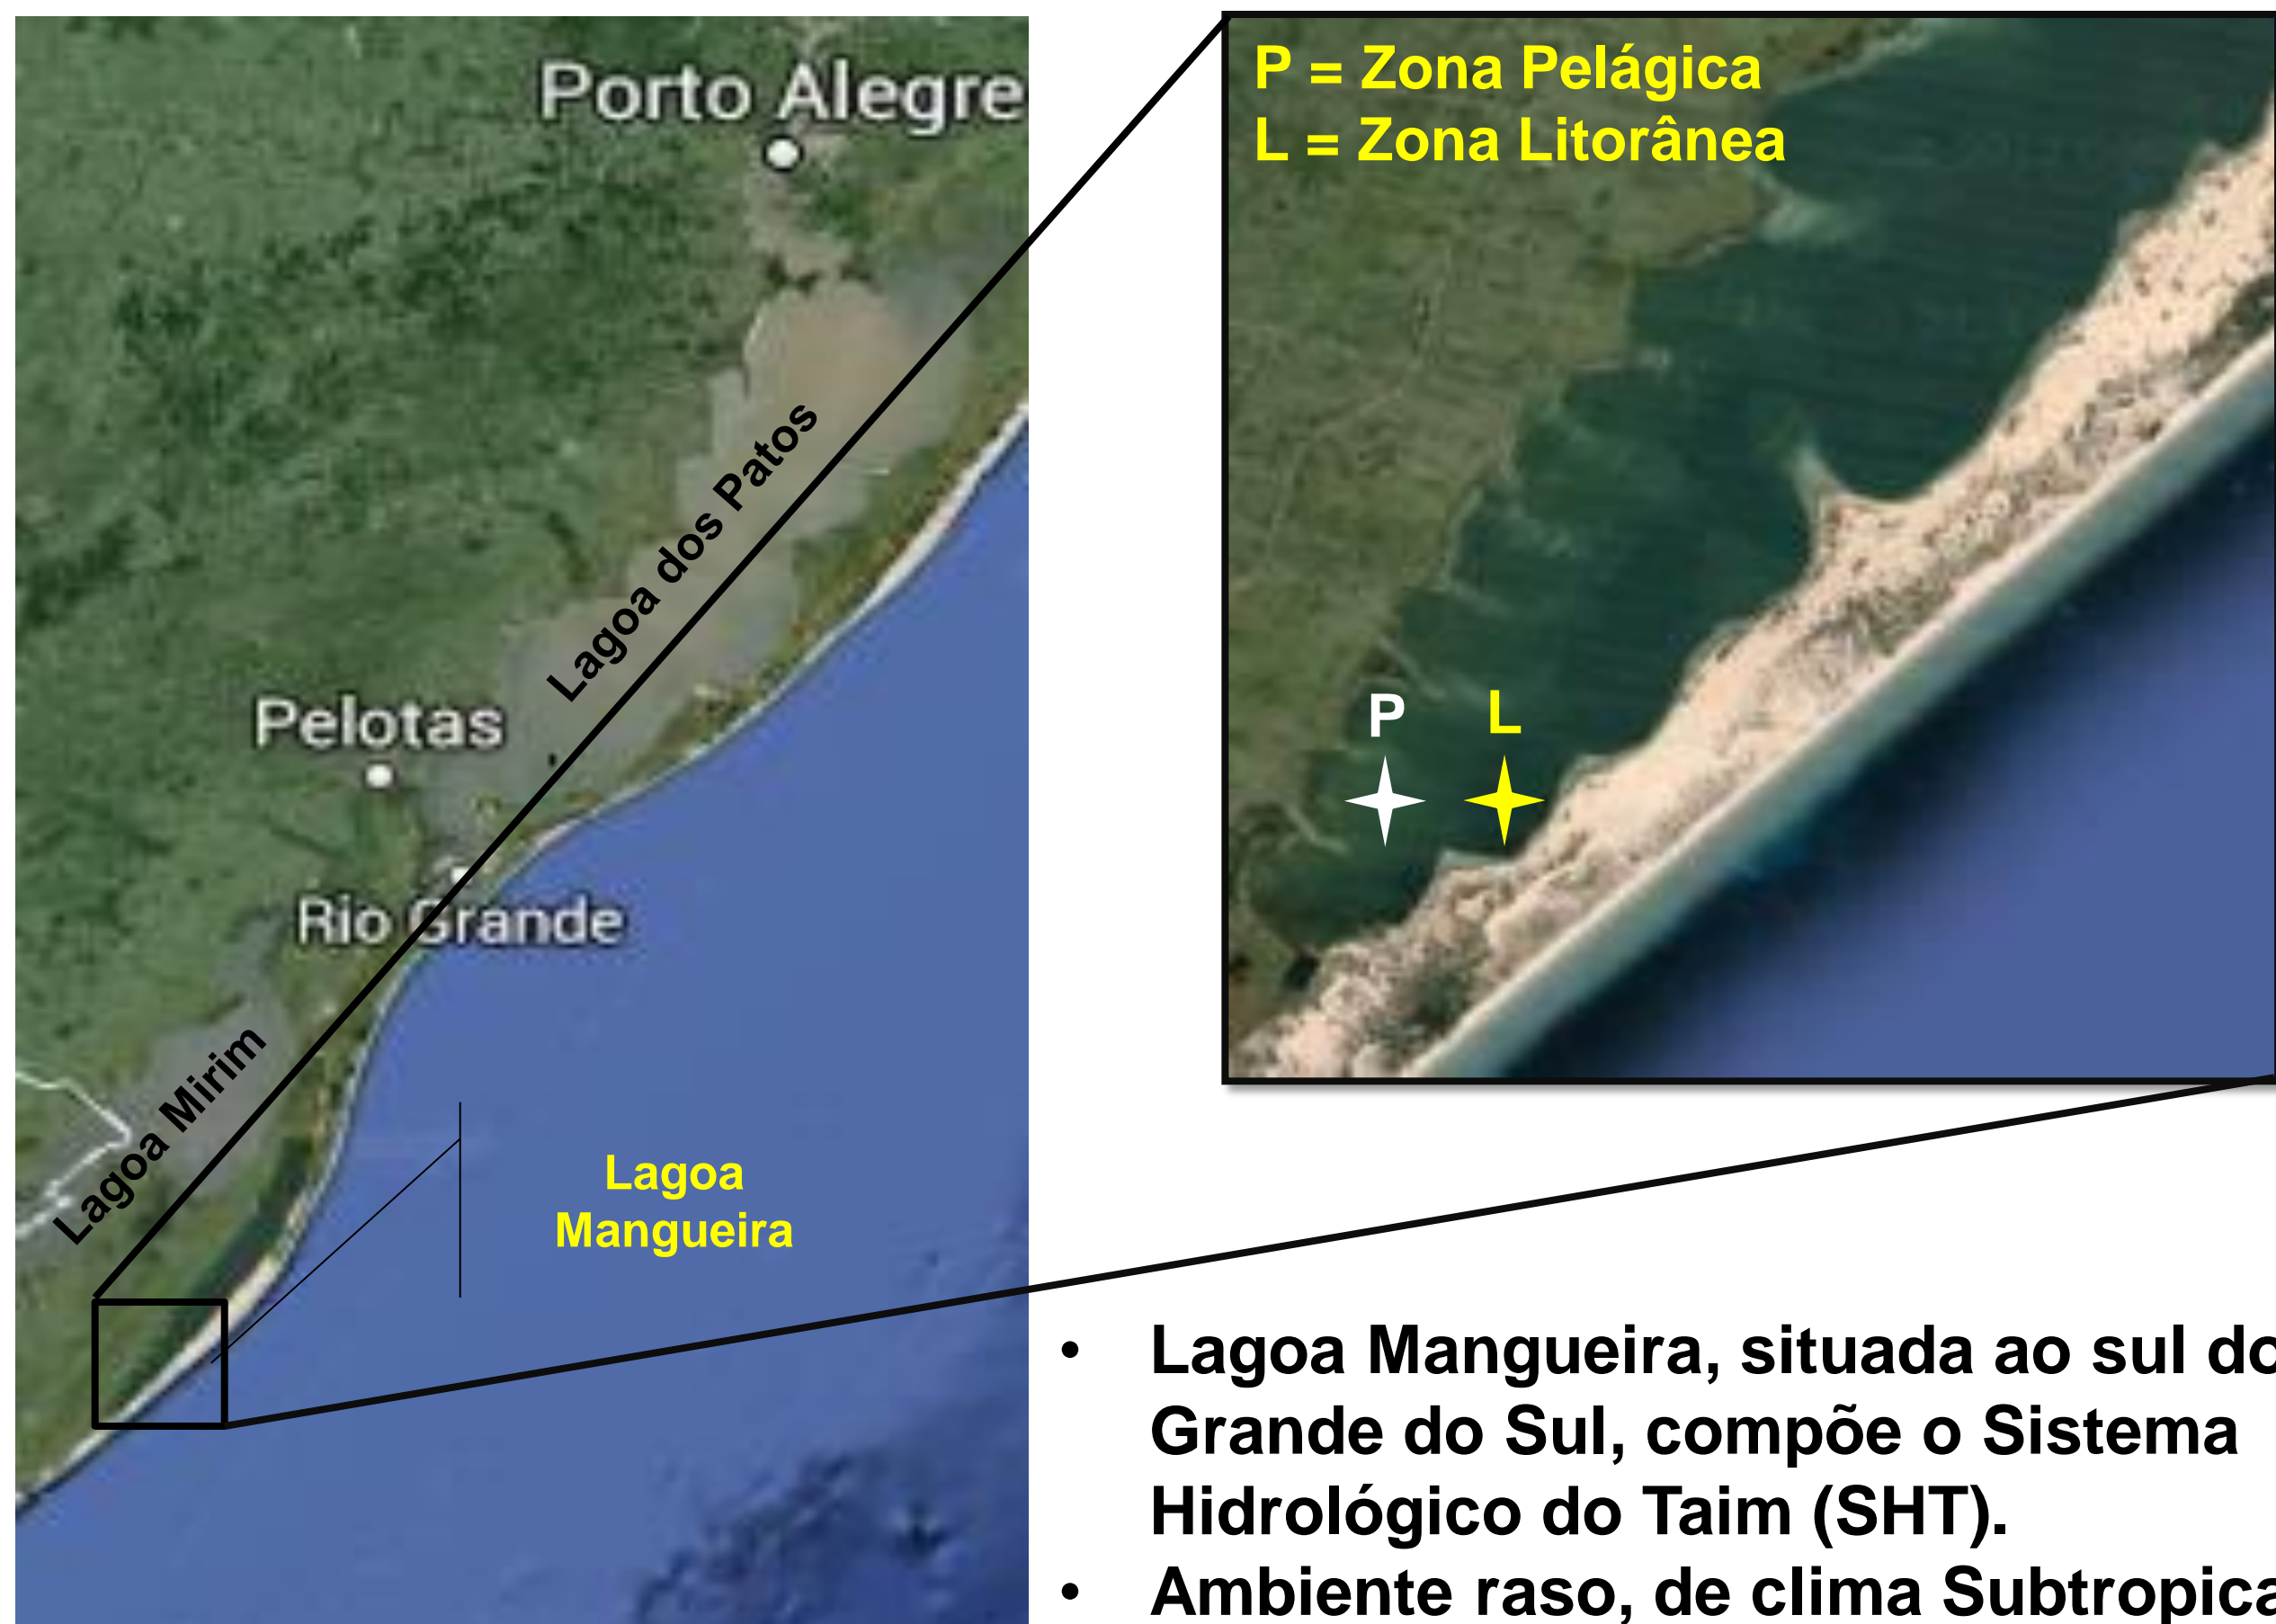 Porto Alegre
Lagoa dos Patos
Pelotas
Rio Grande
Lagoa Mirim
Lagoa
Mangueira
P = Zona Pelágica
L = Zona Litorânea
P L
• Lagoa Mangueira, situada ao sul do
Grande do Sul, compõe o Sistema
Hidrológico do Taim (SHT).
• Ambiente raso, de clima Subtropica